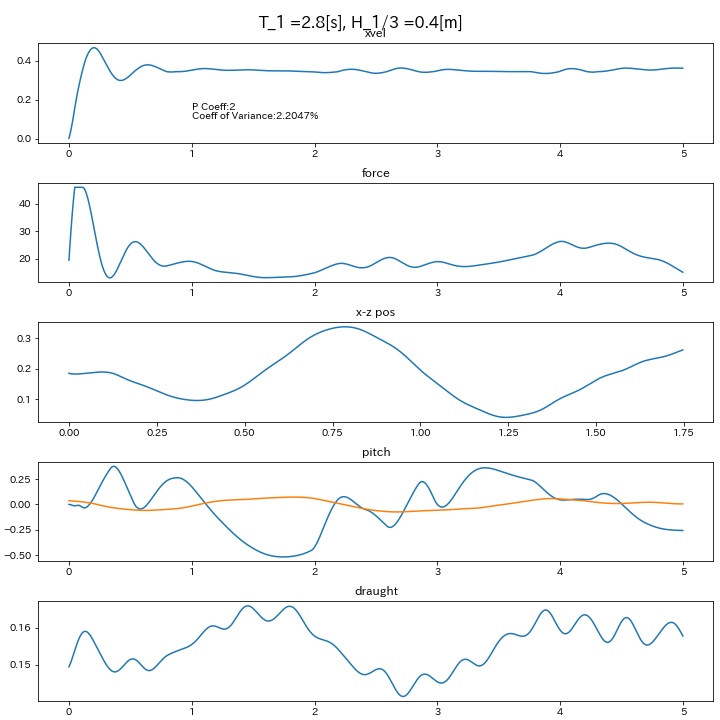 T_1 =2.8[s], H_1/3 =0.4[m]
xvel
0.4
0.2
0.0
P Coeff:2
Coeff of Variance:2.2047%
0 1 2 3 4 5
force
40
30
20
0 1 2 3 4 5
x-z pos
0.3
0.2
0.1
0.00 0.25 0.50 0.75 1.00 1.25 1.50 1.75
pitch
0.25
0.00
−0.25
−0.50
0 1 2 3 4 5
draught
0.16
0.15
0 1 2 3 4 5